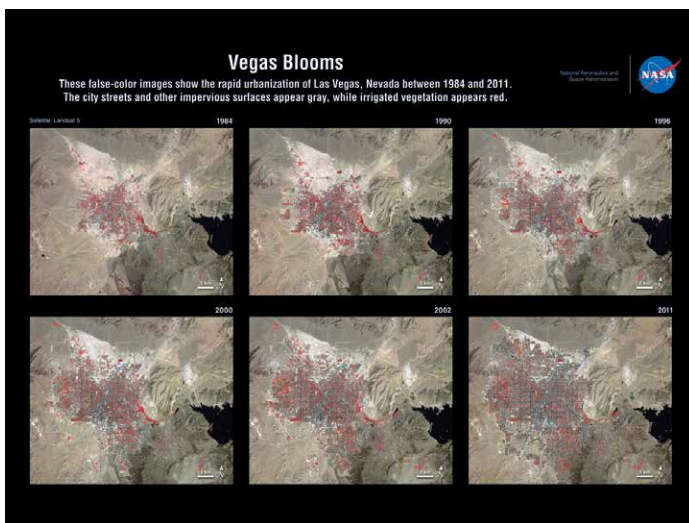 Vegas Blooms
These false-color images show the rapid urbanization of Las Vegas, Nevada between 1984 and 2011.
The city streets and other impervious surfaces appear gray, while irrigated vegetation appears red.
National Aeronautics and
Space Administration
NASA
Satellite: Landsat 5
1984
1990
1996
N
N
N
2000
2002
2011
N
N
N